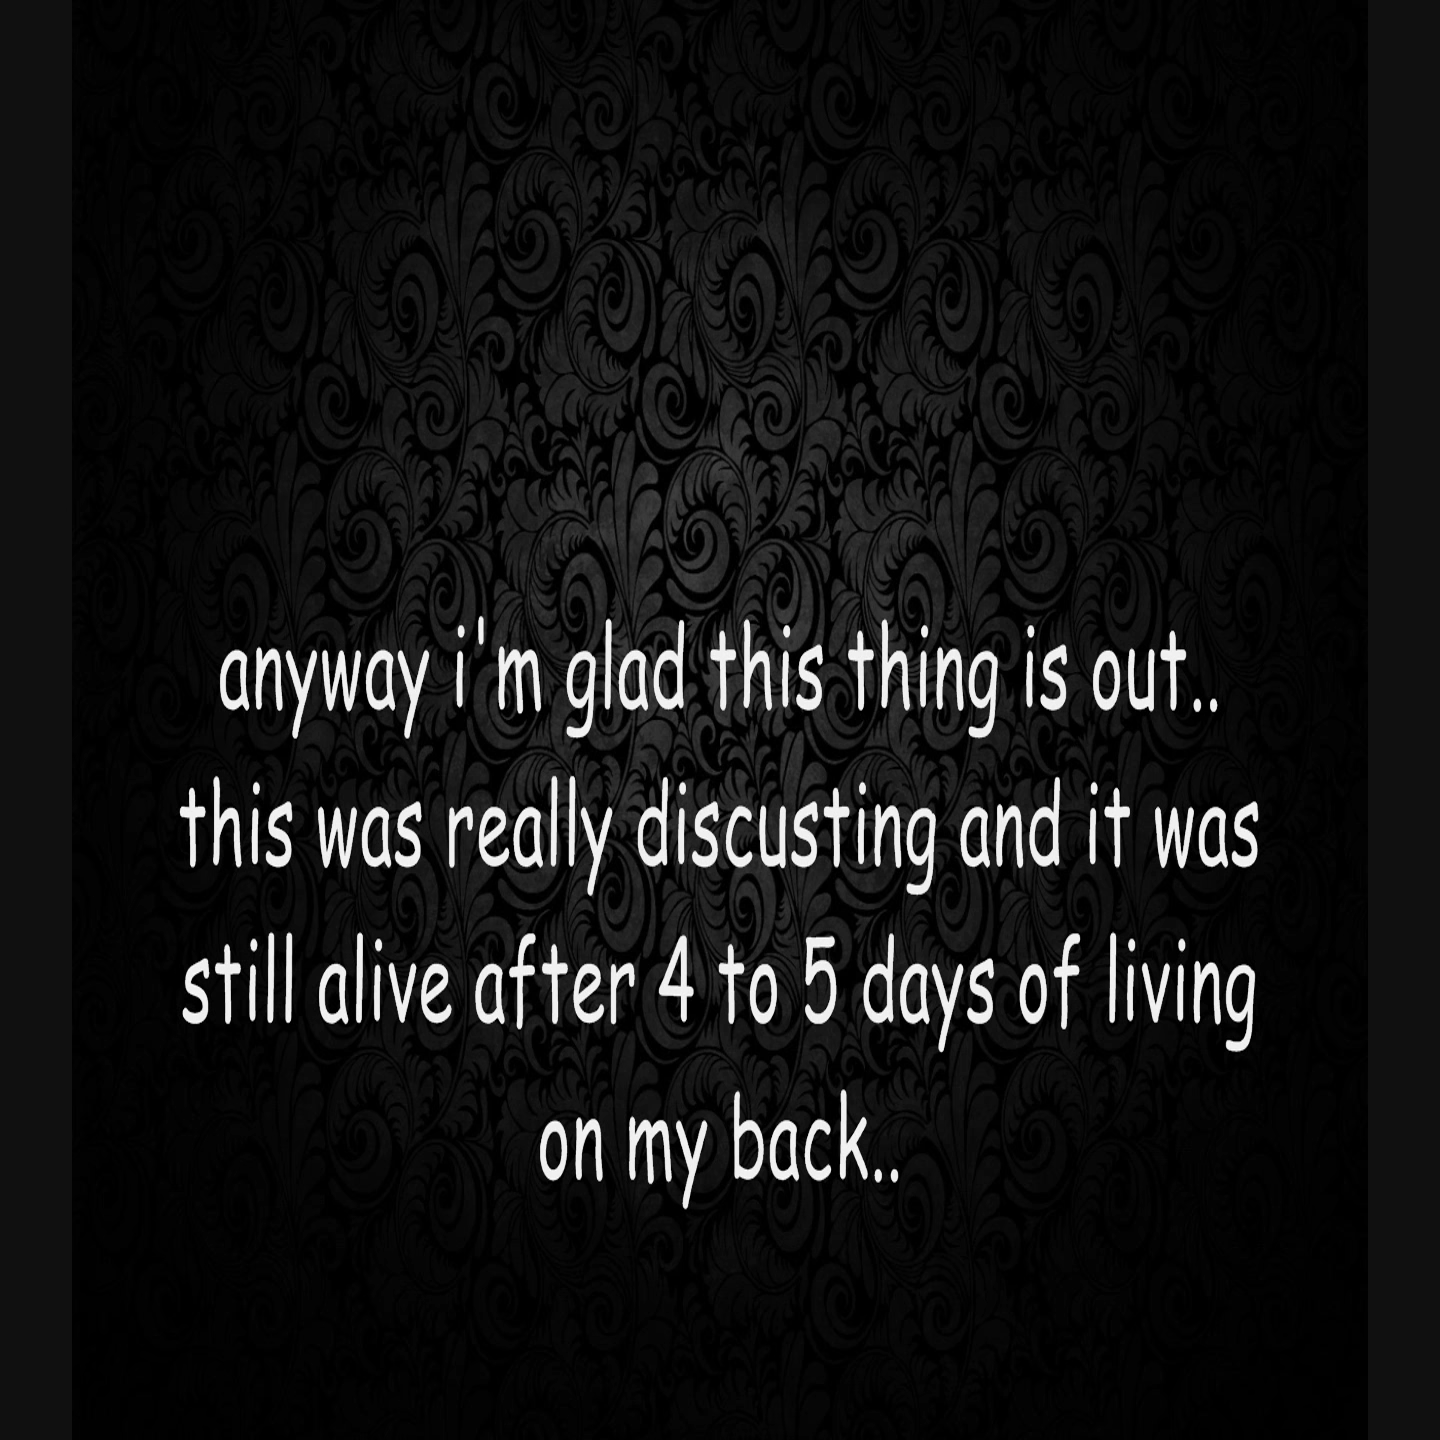 anyway i'm glad this thing is out..
this was really discusting and it was
still alive after 4 to 5 days of living
on my back..